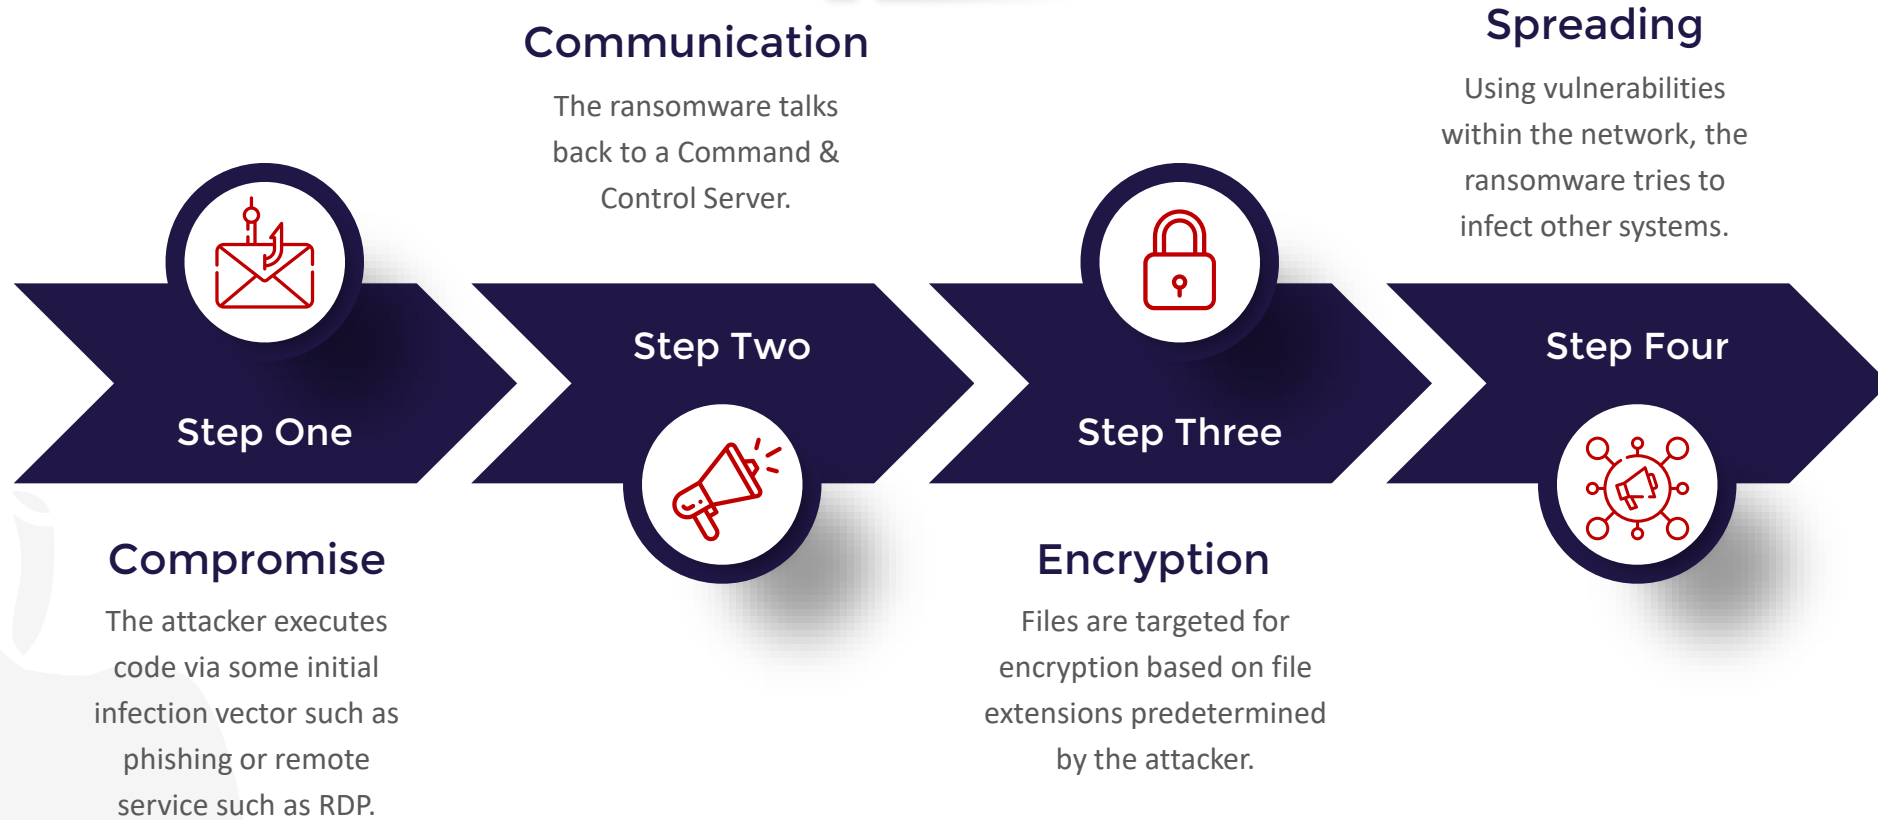 Step One
Compromise
The attacker executes
code via some initial
infection vector such as
phishing or remote
service such as RDP.
Communication
The ransomware talks
back to a Command &
Control Server.
Step Two
Step Three
Encryption
Files are targeted for
encryption based on file
extensions predetermined
by the attacker.
Spreading
Using vulnerabilities
within the network, the
ransomware tries to
infect other systems.
Step Four